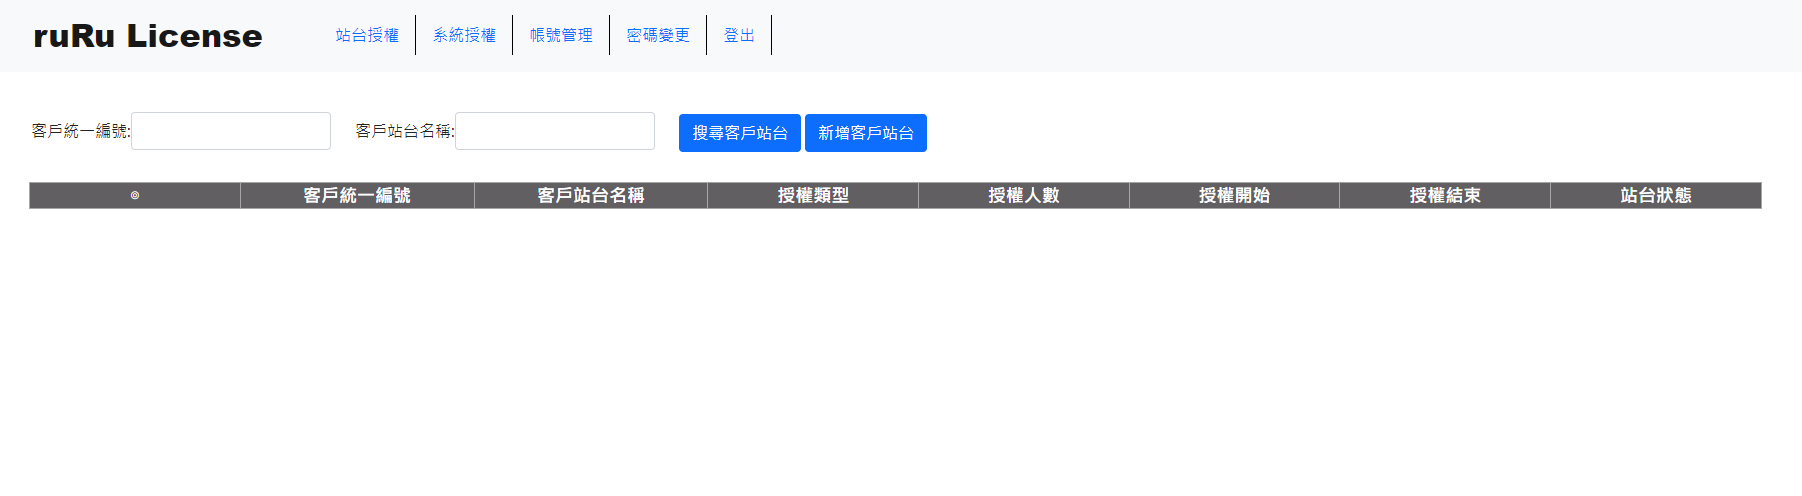 ruRu License 站台授權 系統授權 帳號管理 密碼變更 登出
客戶統一編號: 客戶站台名稱: 搜尋客戶站台 新增客戶站台
◎ 客戶統一編號 客戶站台名稱 授權類型 授權人數 授權開始 授權結束 站台狀態